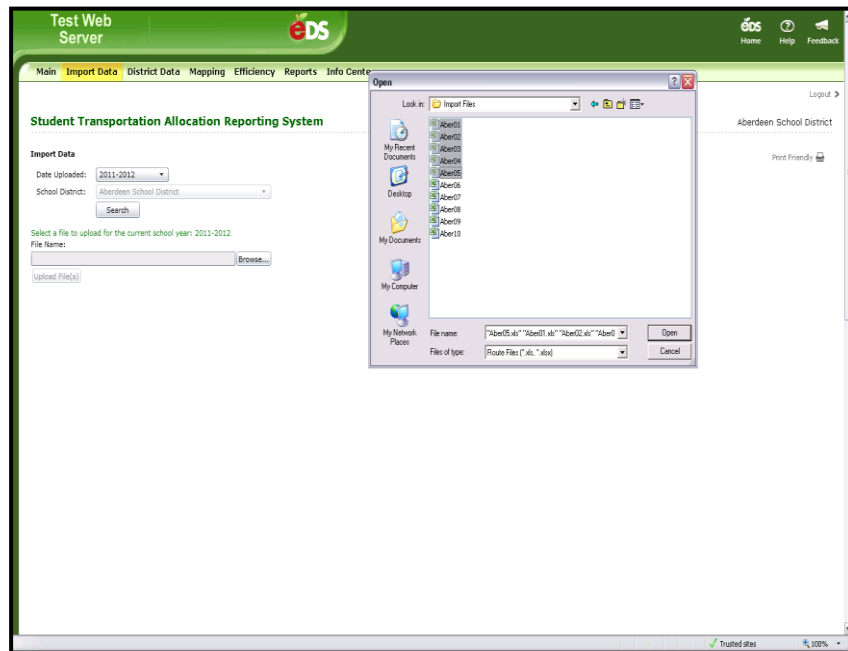 Test Web
Server
eDS
eDS
Home Help Feedback
Main Import Data District Data Mapping Efficiency Reports Info Cente
Logout >
Student Transportation Allocation Reporting System
Aberdeen School District
Import Data
Print Friendly
Date Uploaded: 2011-2012
School District: Aberdeen School District
Search
Select a file to upload for the current school year: 2011-2012
File Name:
Browse...
Upload File(s)
Open
Look in: Import Files
My Recent
Documents
Desktop
My Documents
My Computer
My Network
Places
Aber01
Aber02
Aber03
Aber04
Aber05
Aber06
Aber07
Aber08
Aber09
Aber10
File name: "Aber05.xls" "Aber01.xls" "Aber02.xls" "Aber0
Open
Files of type: Route Files (*.xls, *.xlsx)
Cancel
Trusted sites
100%